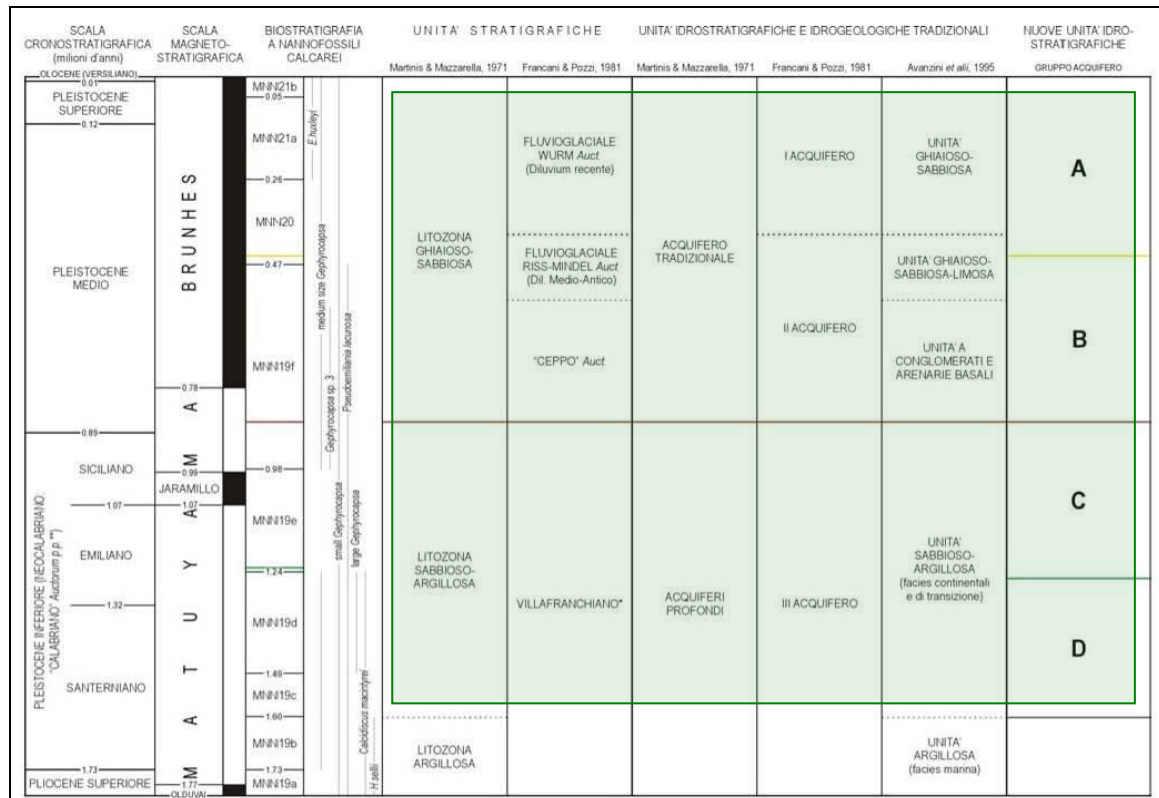 SCALA
CRONOSTRATIGRAFICA
(milioni d'anni)
SCALA
MAGNETO-
STRATIGRAFICA
BIOSTRATIGRAFIA
A NANNOFOSSILI
CALCAREI
UNITA' STRATIGRAFICHE
UNITA' IDROSTRATIGRAFICHE E IDROGEOLOGICHE TRADIZIONALI
NUOVE UNITA' IDRO-
STRATIGRAFICHE
Martinis & Mazzarella, 1971
Francani & Pozzi, 1981
Martinis & Mazzarella, 1971
Francani & Pozzi, 1981
Avanzini et alii, 1995
GRUPPO ACQUIFERO
OLOCENE (VERSILIANO)
0.01
PLEISTOCENE
SUPERIORE
0.12
PLEISTOCENE
MEDIO
0.89
SICILIANO
1.07
EMILIANO
1.32
SANTERNIANO
1.73
PLIOCENE SUPERIORE
PLEISTOCENE INFERIORE (NEOCALABRIANO;
"CALABRIANO" Auctorum p.p.**)
BRUNHES
0.78
0.99
JARAMILLO
1.07
MATUYAMA
1.77
OLDUVAI
MNN21b
0.05
MNN21a
0.26
MNN20
0.47
MNN19f
0.98
MNN19e
1.24
MNN19d
1.49
MNN19c
1.60
MNN19b
1.73
MNN19a
E.huxleyi
medium size Gephyrocapsa
Gephyrocapsa sp. 3
Pseudoemiliania lacunosa
small Gephyrocapsa
large Gephyrocapsa
Calcidiscus macintyrei
H.sellii
LITOZONA
GHIAIOSO-
SABBIOSA
LITOZONA
SABBIOSO-
ARGILLOSA
LITOZONA
ARGILLOSA
FLUVIOGLACIALE
WURM Auct.
(Diluvium recente)
FLUVIOGLACIALE
RISS-MINDEL Auct.
(Dil. Medio-Antico)
"CEPPO" Auct.
VILLAFRANCHIANO*
ACQUIFERO
TRADIZIONALE
ACQUIFERI
PROFONDI
I ACQUIFERO
II ACQUIFERO
III ACQUIFERO
UNITA'
GHIAIOSO-
SABBIOSA
UNITA' GHIAIOSO-
SABBIOSA-LIMOSA
UNITA' A
CONGLOMERATI E
ARENARIE BASALI
UNITA'
SABBIOSO-
ARGILLOSA
(facies continentali
e di transizione)
UNITA'
ARGILLOSA
(facies marina)
A
B
C
D